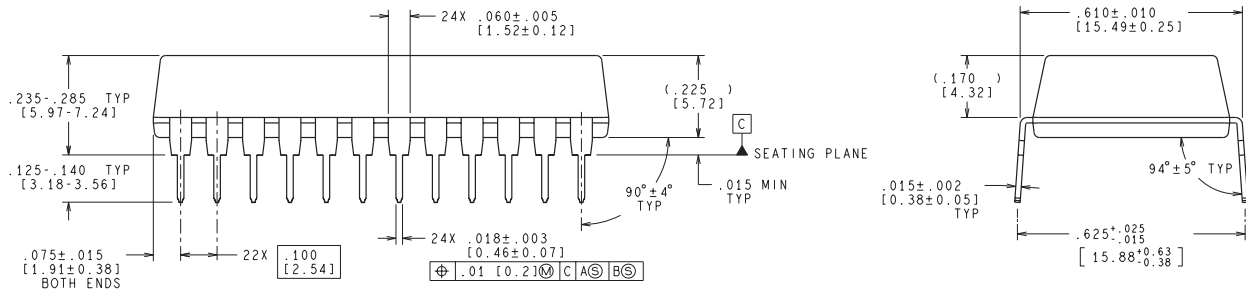 24X .060±.005
[1.52±0.12]
.610±.010
[15.49±0.25]
.235-.285 TYP
[5.97-7.24]
(.225 )
[5.72]
(.170 )
[4.32]
C
SEATING PLANE
.125-.140 TYP
[3.18-3.56]
90°±4°
TYP
.015 MIN
TYP
94°±5° TYP
.015±.002
[0.38±0.05]
TYP
.075±.015
[1.91±0.38]
BOTH ENDS
22X .100
[2.54]
24X .018±.003
[0.46±0.07]
⌖ .01 [0.2]Ⓜ C AⓈ BⓈ
.625+.025
-.015
[ 15.88+0.63
-0.38 ]